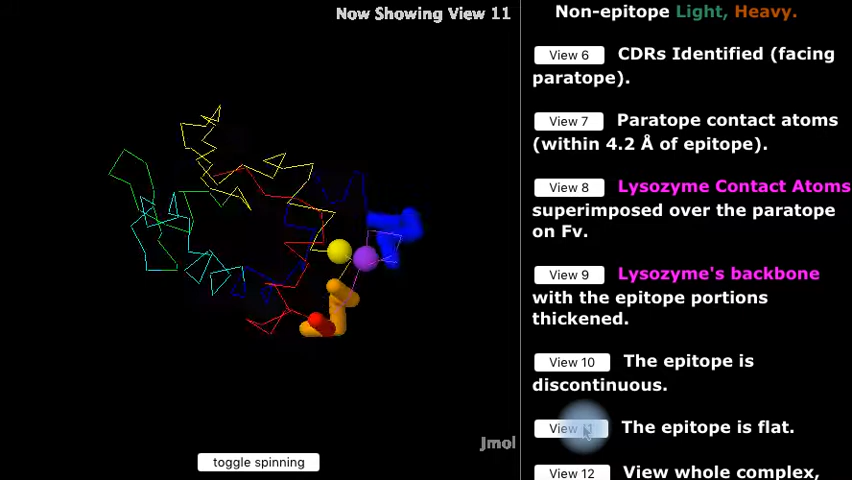 Now Showing View 11
Jmol
toggle spinning
Non-epitope Light, Heavy.
View 6 CDRs Identified (facing
paratope).
View 7 Paratope contact atoms
(within 4.2 Å of epitope).
View 8 Lysozyme Contact Atoms
superimposed over the paratope
on Fv.
View 9 Lysozyme's backbone
with the epitope portions
thickened.
View 10 The epitope is
discontinuous.
View 11 The epitope is flat.
View 12 View whole complex,